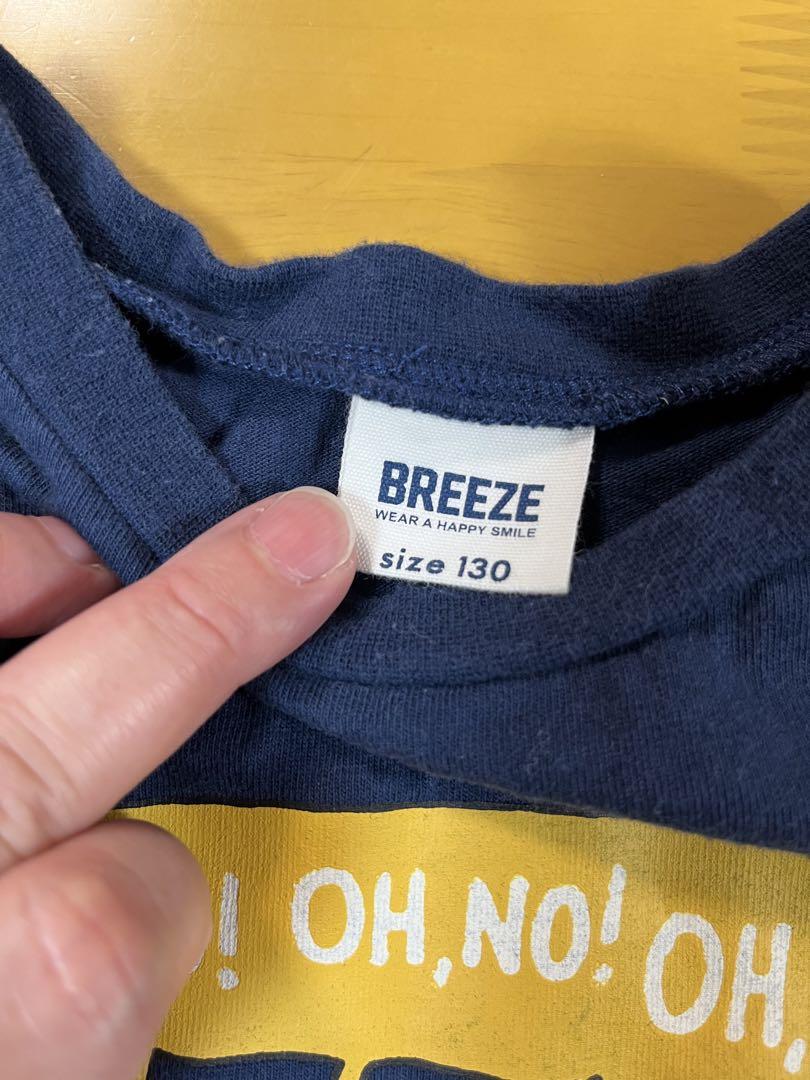 BREEZE
WEAR A HAPPY SMILE
size 130
! OH, NO! OH,